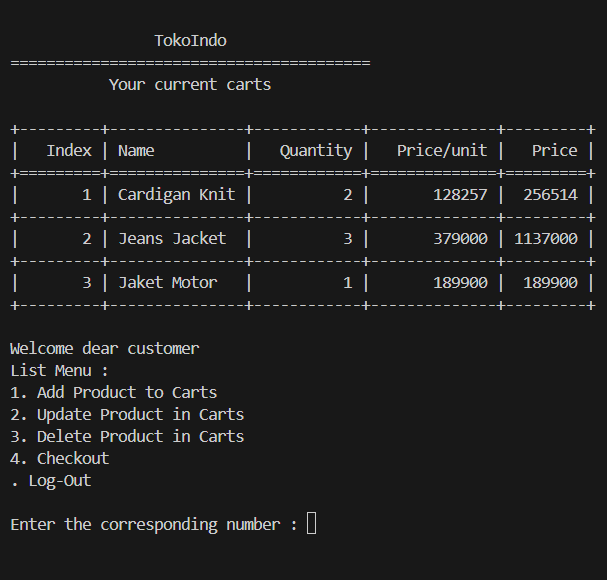 TokoIndo
========================================
Your current carts
+---------+---------------+------------+--------------+---------+
|   Index | Name          |   Quantity |   Price/unit |   Price |
+=========+===============+============+==============+=========+
|       1 | Cardigan Knit |          2 |       128257 |  256514 |
+---------+---------------+------------+--------------+---------+
|       2 | Jeans Jacket  |          3 |       379000 | 1137000 |
+---------+---------------+------------+--------------+---------+
|       3 | Jaket Motor   |          1 |       189900 |  189900 |
+---------+---------------+------------+--------------+---------+
Welcome dear customer
List Menu :
1. Add Product to Carts
2. Update Product in Carts
3. Delete Product in Carts
4. Checkout
. Log-Out
Enter the corresponding number :